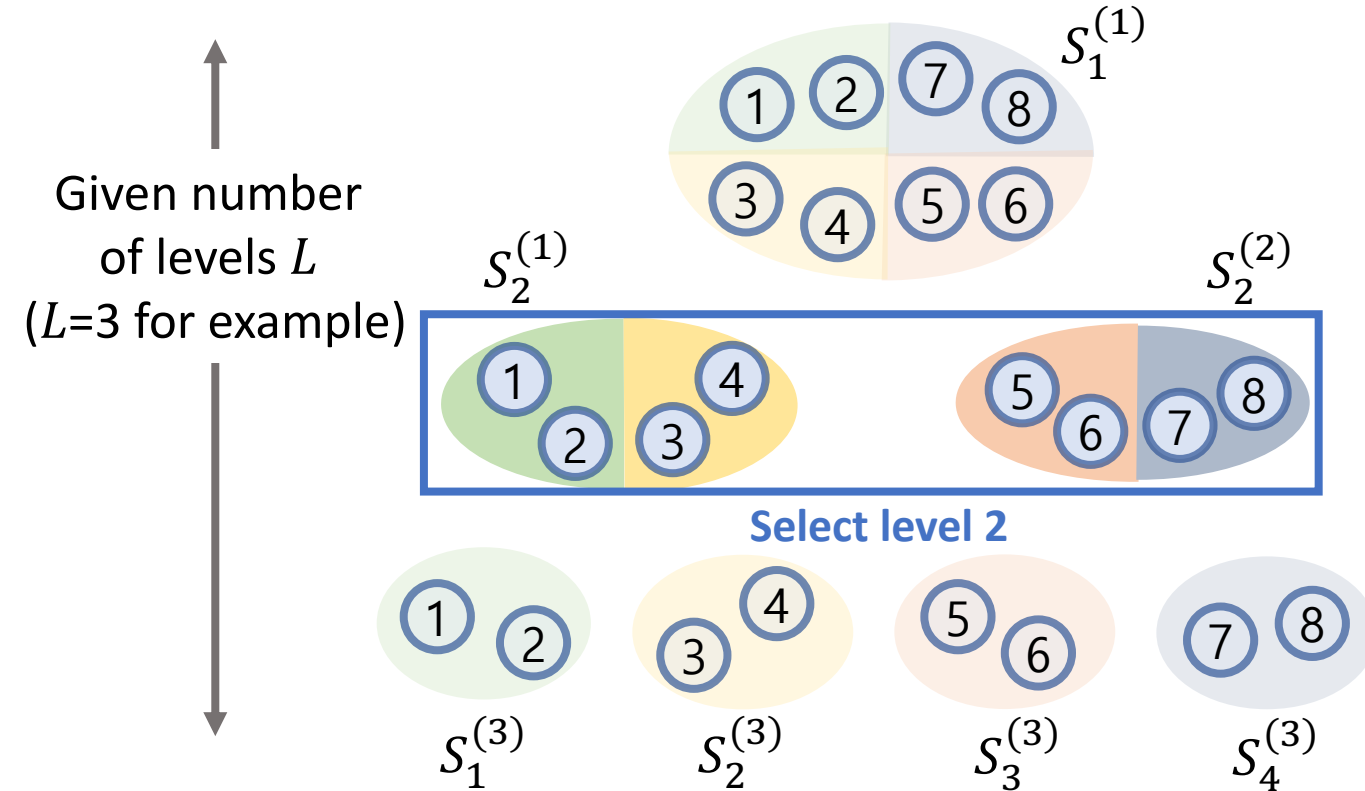 S_1^{(1)}
1 2 7 8
3 4 5 6
Given number
of levels L
(L=3 for example)
S_2^{(1)} S_2^{(2)}
1 2 3 4 5 6 7 8
Select level 2
1 2 3 4 5 6 7 8
S_1^{(3)} S_2^{(3)} S_3^{(3)} S_4^{(3)}